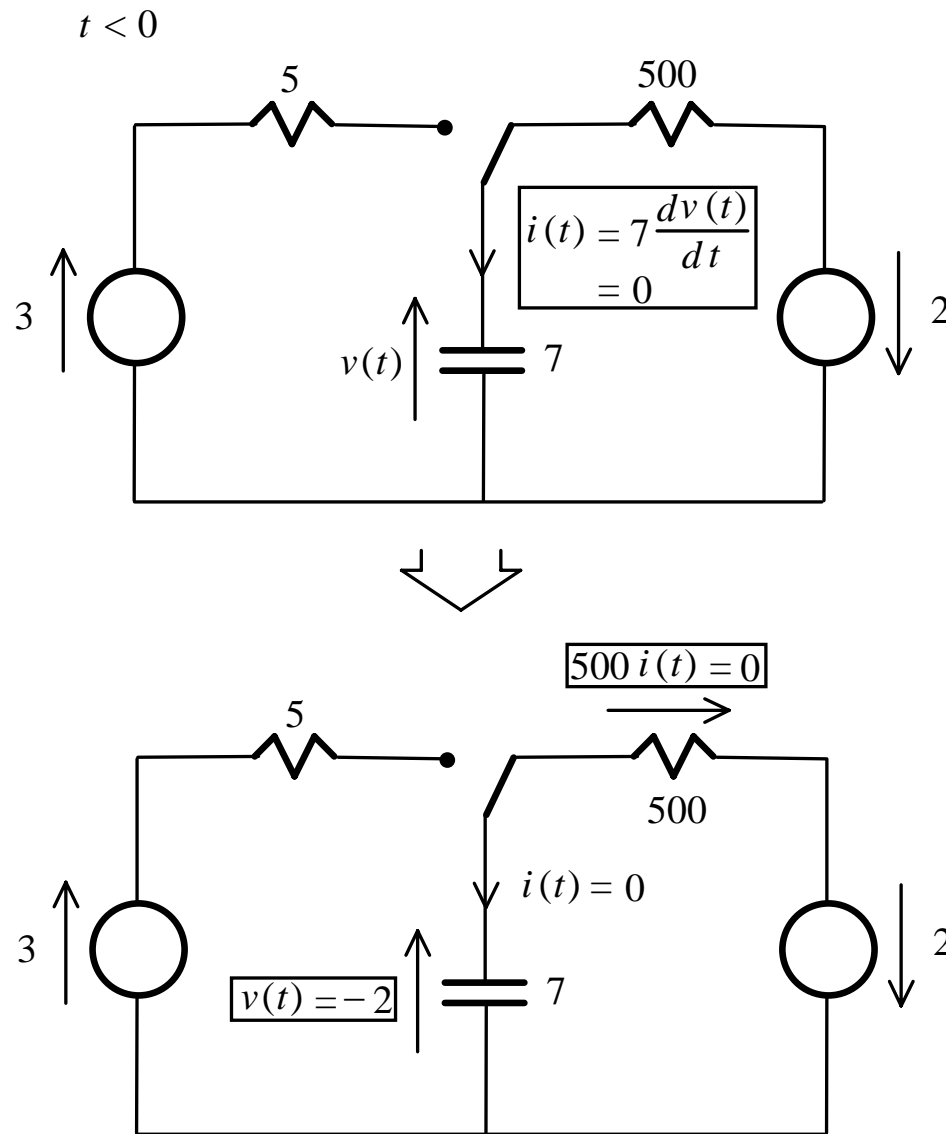 t < 0
5
500
i(t) = 7 dv(t)/dt
= 0
3
2
v(t)
7
500 i(t) = 0
5
500
i(t) = 0
3
2
v(t) = −2
7